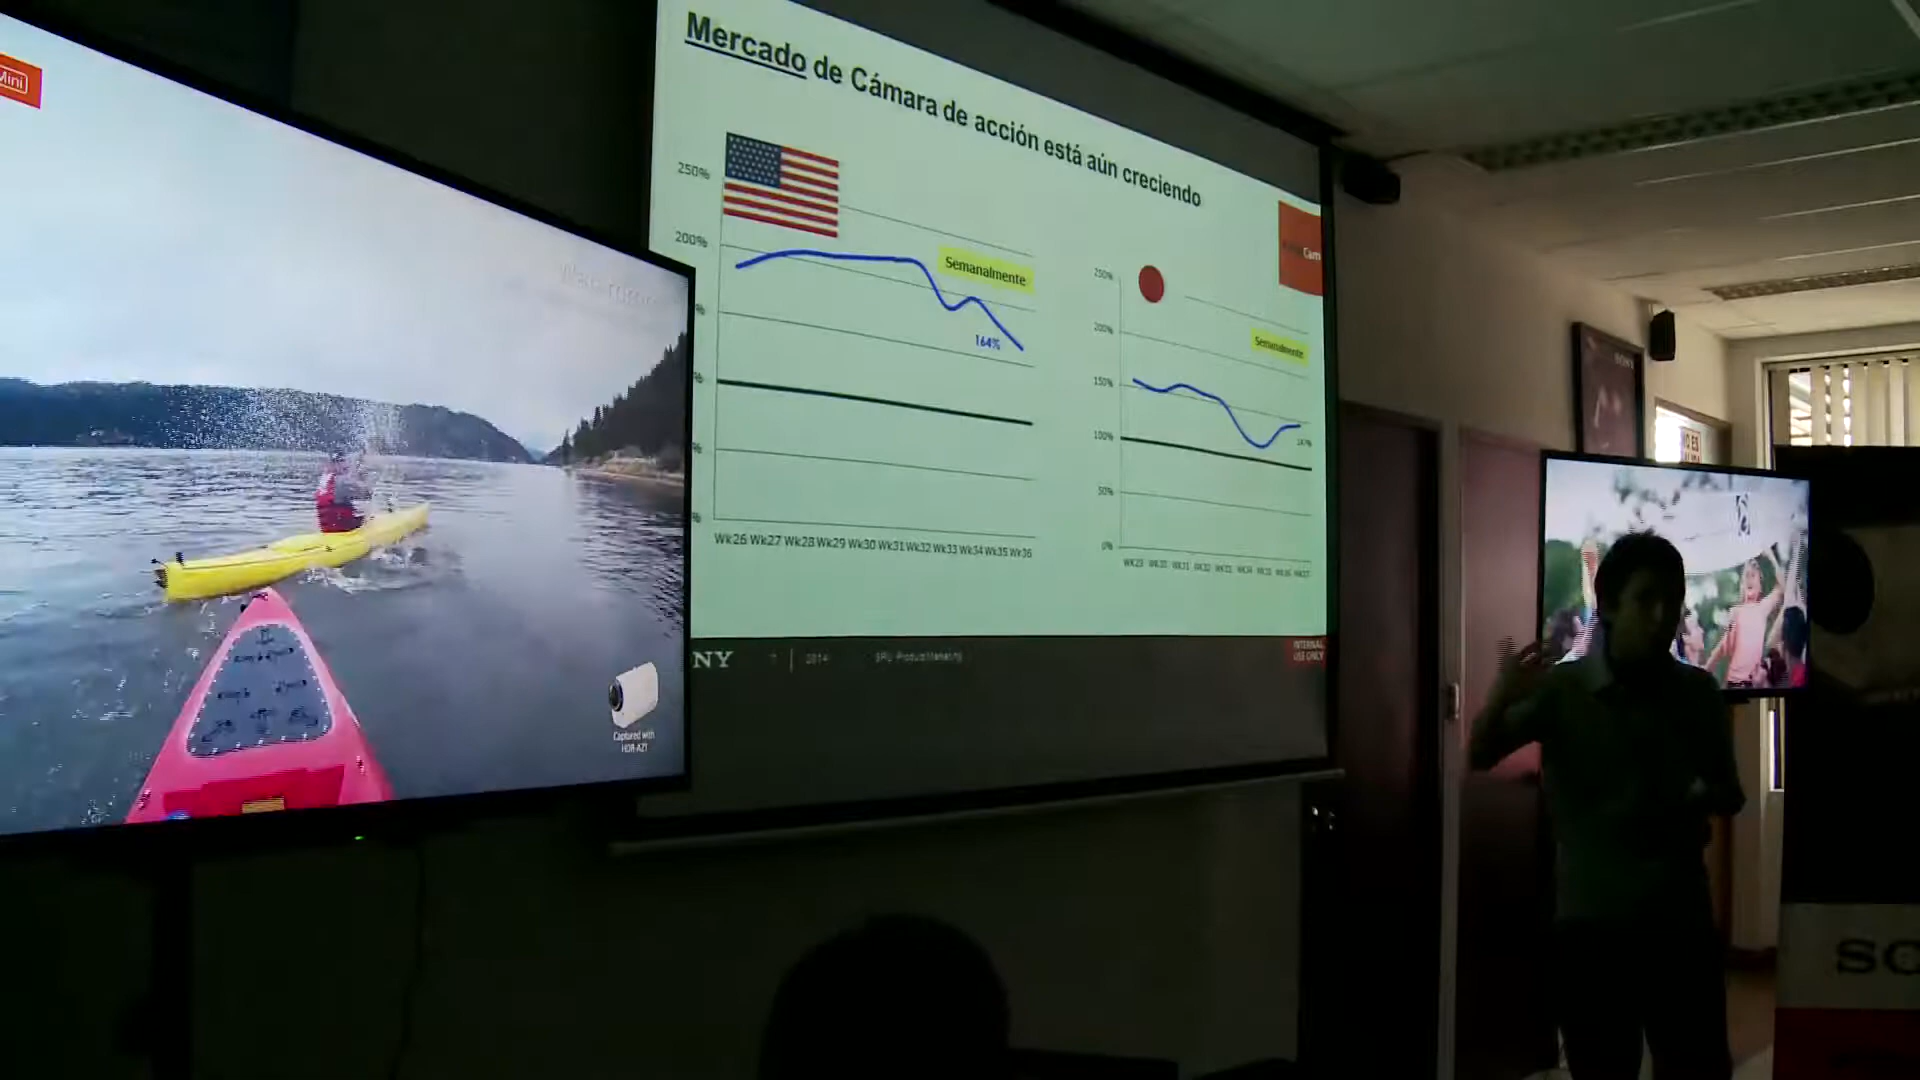 Mini
Captured with
HDR-AZ1
Mercado de Cámara de acción está aún creciendo
250%
200%
Semanalmente
164%
Wk26 Wk27 Wk28 Wk29 Wk30 Wk31 Wk32 Wk33 Wk34 Wk35 Wk36
Cam
250%
200%
150%
100%
50%
0%
Semanalmente
NY
2014
INTERNAL
USE ONLY
SONY
SO